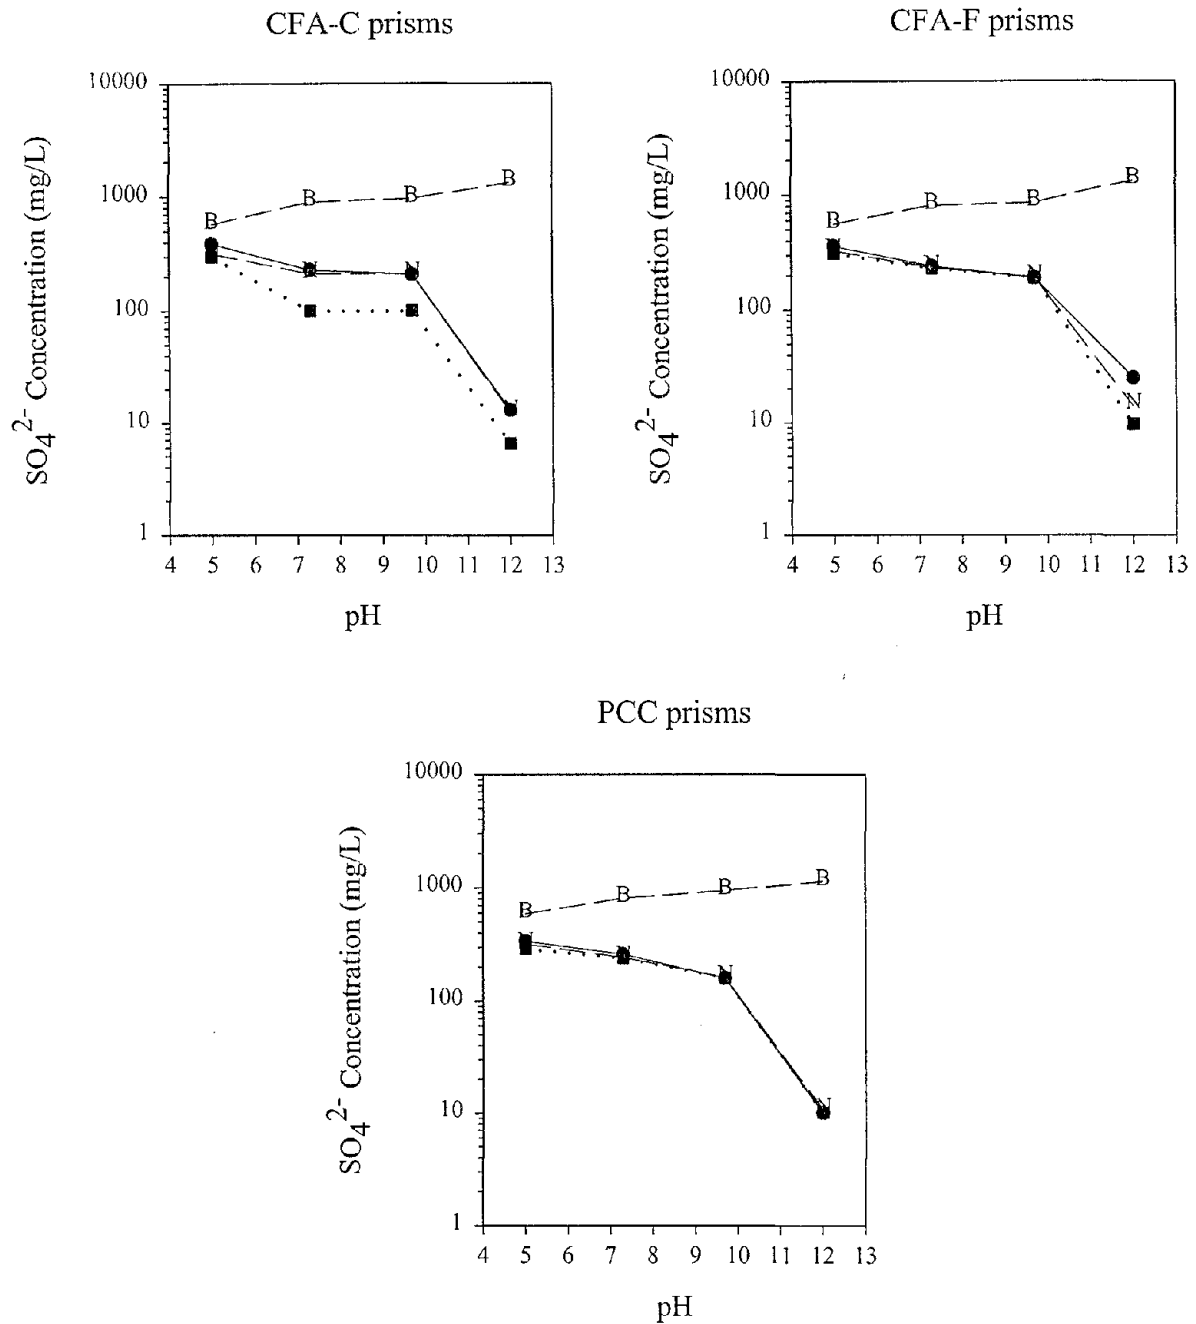 CFA-C prisms
10000
1000
100
10
1
SO4^2- Concentration (mg/L)
B B B B
N N N
4 5 6 7 8 9 10 11 12 13
pH
CFA-F prisms
10000
1000
100
10
1
SO4^2- Concentration (mg/L)
B B B B
N N N N
4 5 6 7 8 9 10 11 12 13
pH
PCC prisms
10000
1000
100
10
1
SO4^2- Concentration (mg/L)
B B B B
N N N N
4 5 6 7 8 9 10 11 12 13
pH